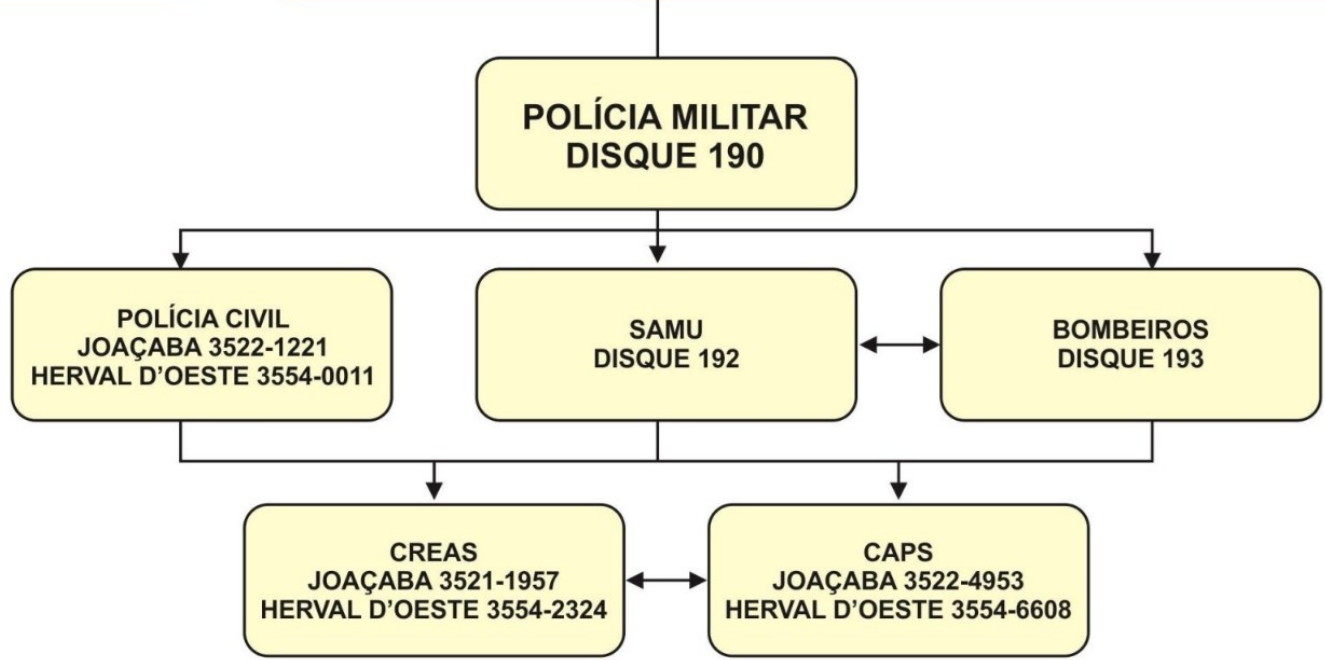 POLÍCIA MILITAR
DISQUE 190
POLÍCIA CIVIL
JOAÇABA 3522-1221
HERVAL D'OESTE 3554-0011
SAMU
DISQUE 192
BOMBEIROS
DISQUE 193
CREAS
JOAÇABA 3521-1957
HERVAL D'OESTE 3554-2324
CAPS
JOAÇABA 3522-4953
HERVAL D'OESTE 3554-6608